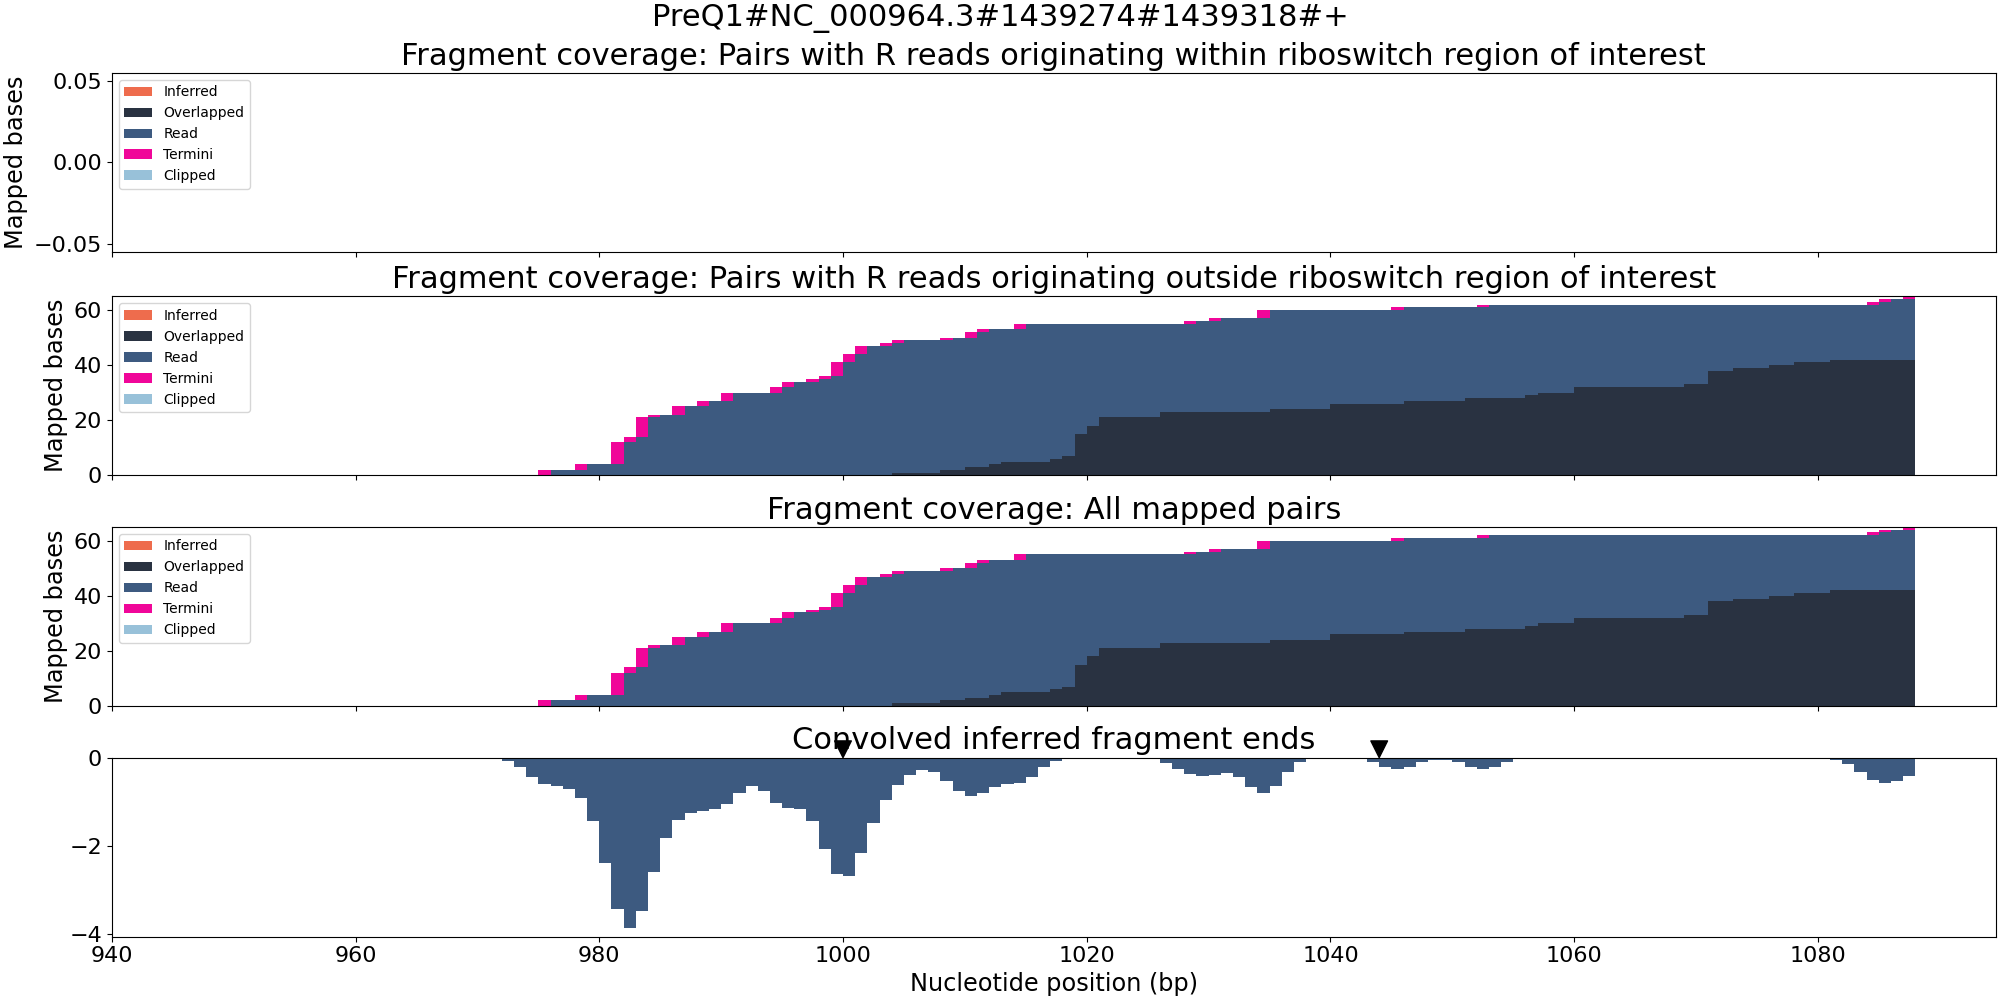 PreQ1#NC_000964.3#1439274#1439318#+
Fragment coverage: Pairs with R reads originating within riboswitch region of interest
Mapped bases
0.05
0.00
−0.05
Inferred
Overlapped
Read
Termini
Clipped
Fragment coverage: Pairs with R reads originating outside riboswitch region of interest
Mapped bases
60
40
20
0
Inferred
Overlapped
Read
Termini
Clipped
Fragment coverage: All mapped pairs
Mapped bases
60
40
20
0
Inferred
Overlapped
Read
Termini
Clipped
Convolved inferred fragment ends
0
−2
−4
940 960 980 1000 1020 1040 1060 1080
Nucleotide position (bp)